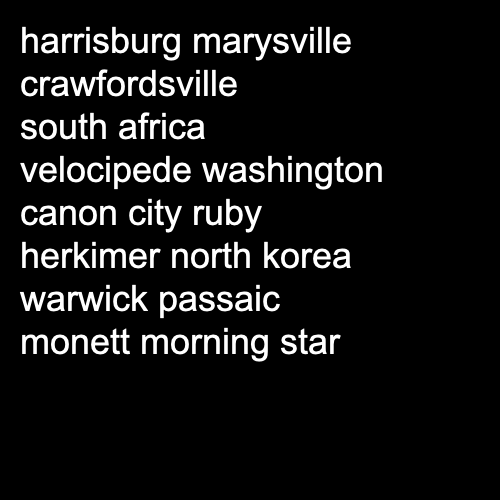 harrisburg marysville
crawfordsville
south africa
velocipede washington
canon city ruby
herkimer north korea
warwick passaic
monett morning star